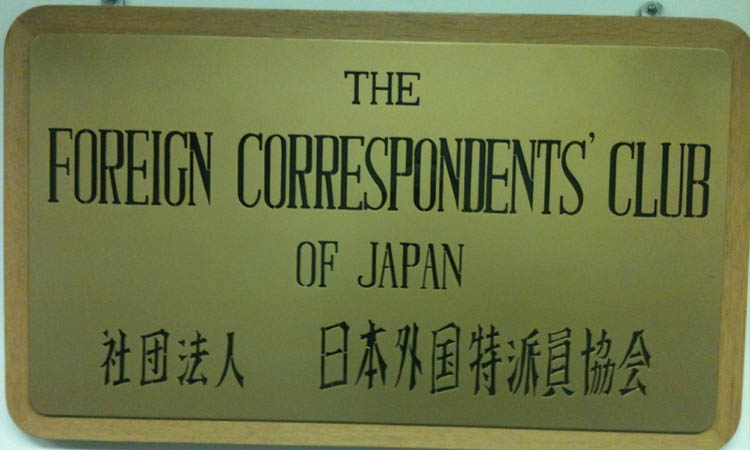 THE
FOREIGN CORRESPONDENTS' CLUB
OF JAPAN
社団法人 日本外国特派員協会